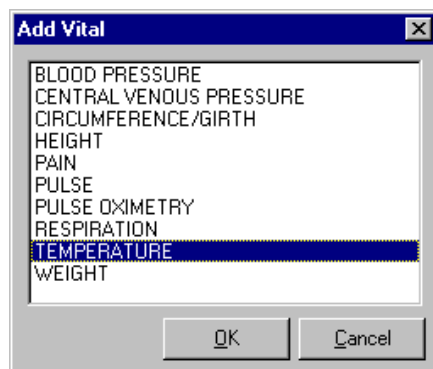 Add Vital
BLOOD PRESSURE
CENTRAL VENOUS PRESSURE
CIRCUMFERENCE/GIRTH
HEIGHT
PAIN
PULSE
PULSE OXIMETRY
RESPIRATION
TEMPERATURE
WEIGHT
OK Cancel